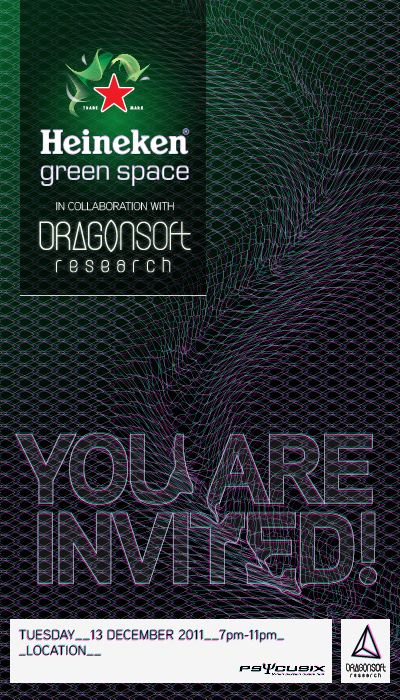 TRADE MARK
Heineken®
green space
IN COLLABORATION WITH
DRAGONSOFT
research
YOU ARE
INVITED!
TUESDAY__13 DECEMBER 2011__7pm-11pm_
_LOCATION__
PSYCUBIX
DRAGONSOFT
research